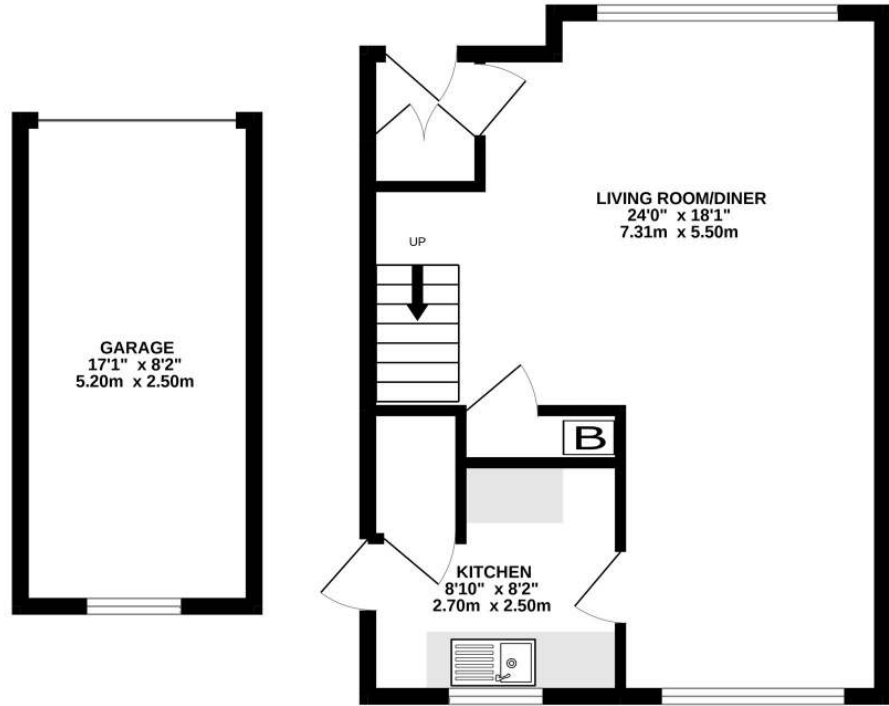 LIVING ROOM/DINER
24'0" x 18'1"
7.31m x 5.50m
UP
GARAGE
17'1" x 8'2"
5.20m x 2.50m
B
KITCHEN
8'10" x 8'2"
2.70m x 2.50m